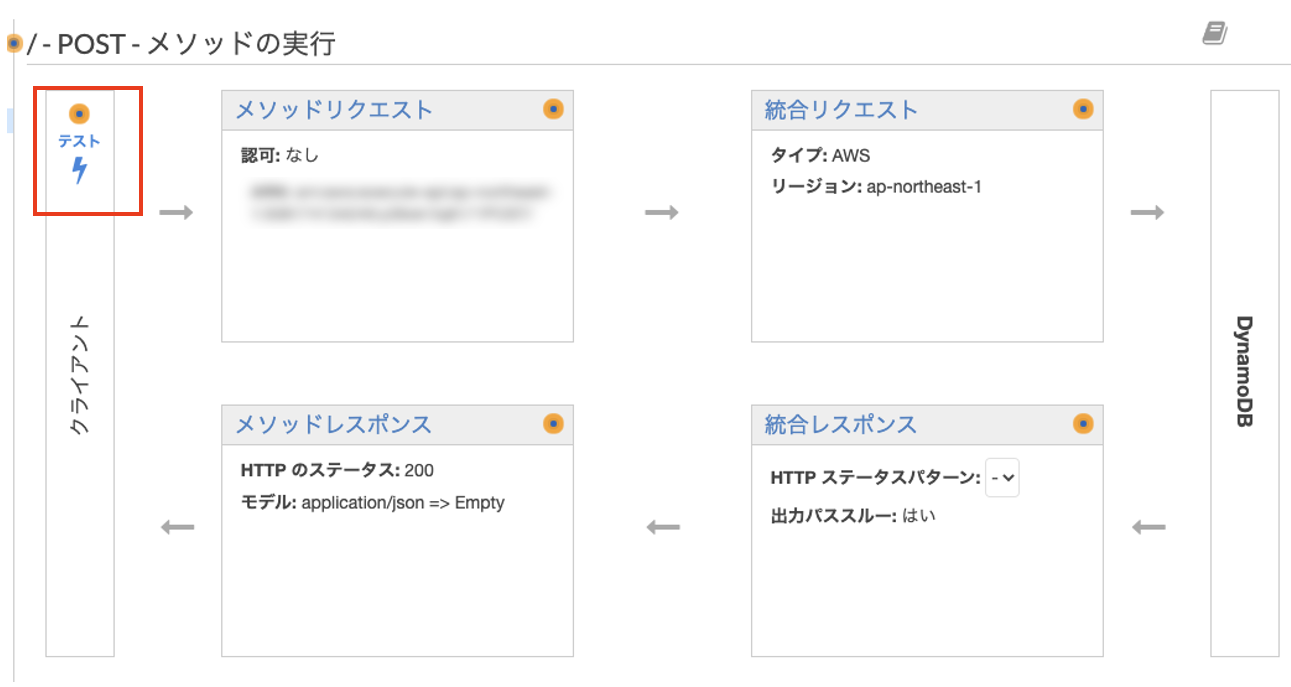 / - POST - メソッドの実行
テスト
クライアント
メソッドリクエスト
認可: なし
統合リクエスト
タイプ: AWS
リージョン: ap-northeast-1
DynamoDB
メソッドレスポンス
HTTP のステータス: 200
モデル: application/json => Empty
統合レスポンス
HTTP ステータスパターン: -
出力パススルー: はい